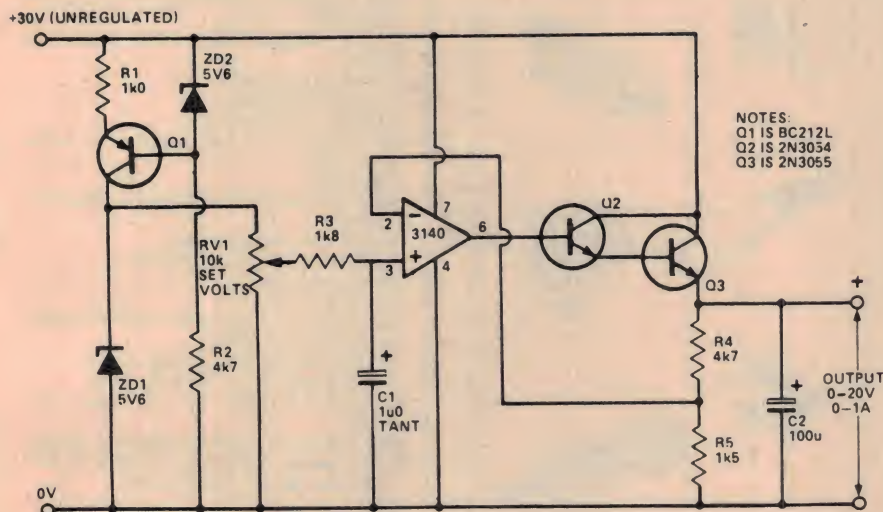 +30V (UNREGULATED)
R1
1k0
ZD2
5V6
Q1
NOTES:
Q1 IS BC212L
Q2 IS 2N3054
Q3 IS 2N3055
Q2
2
7
3140
6
3
4
R3
1k8
RV1
10k
SET
VOLTS
Q3
+
R2
4k7
R4
4k7
ZD1
5V6
+
C1
1u0
TANT
+
C2
100u
OUTPUT
0–20V
0–1A
R5
1k5
0V
–